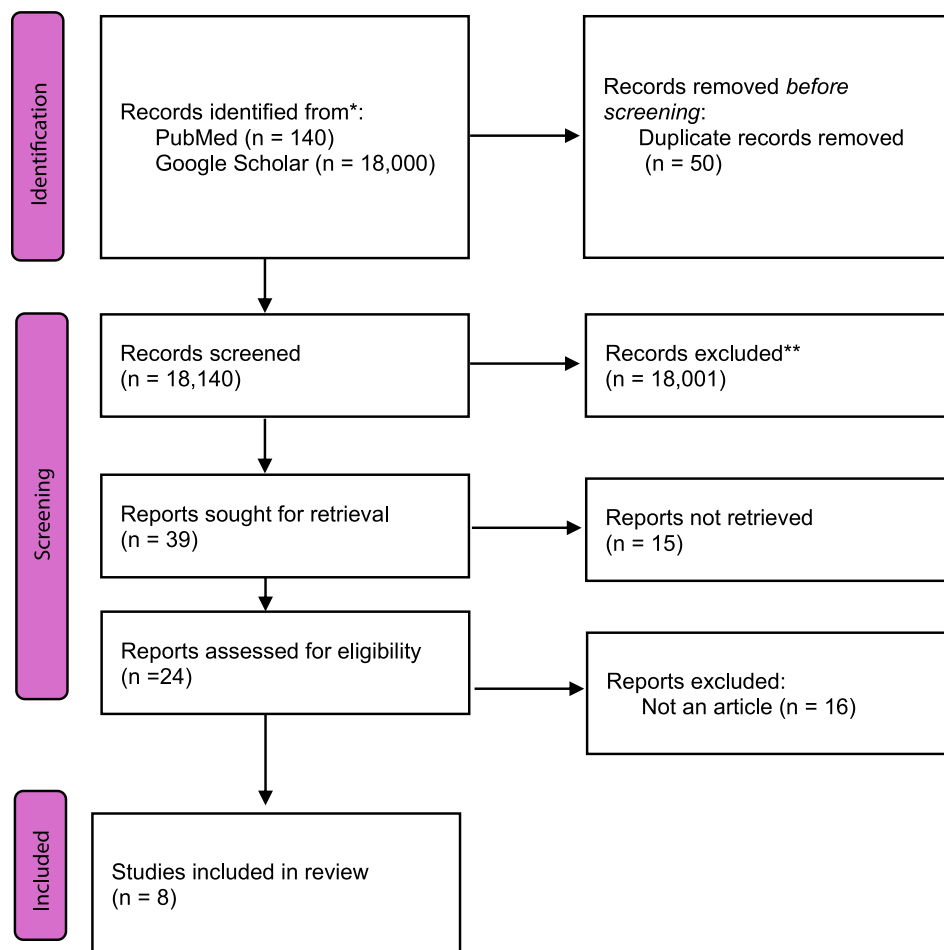 Identification
Records identified from*:
PubMed (n = 140)
Google Scholar (n = 18,000)
Records removed before
screening:
Duplicate records removed
(n = 50)
Screening
Records screened
(n = 18,140)
Records excluded**
(n = 18,001)
Reports sought for retrieval
(n = 39)
Reports not retrieved
(n = 15)
Reports assessed for eligibility
(n =24)
Reports excluded:
Not an article (n = 16)
Included
Studies included in review
(n = 8)